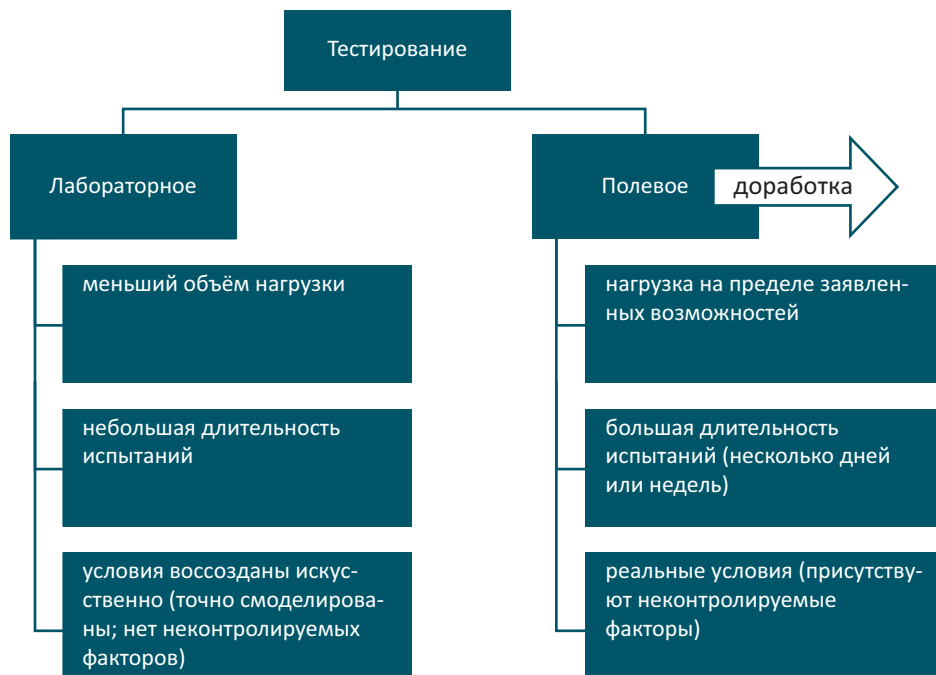 Тестирование
Лабораторное
меньший объём нагрузки
небольшая длительность
испытаний
условия воссозданы искус-
ственно (точно смоделирова-
ны; нет неконтролируемых
факторов)
Полевое
доработка
нагрузка на пределе заявлен-
ных возможностей
большая длительность
испытаний (несколько дней
или недель)
реальные условия (присутству-
ют неконтролируемые
факторы)